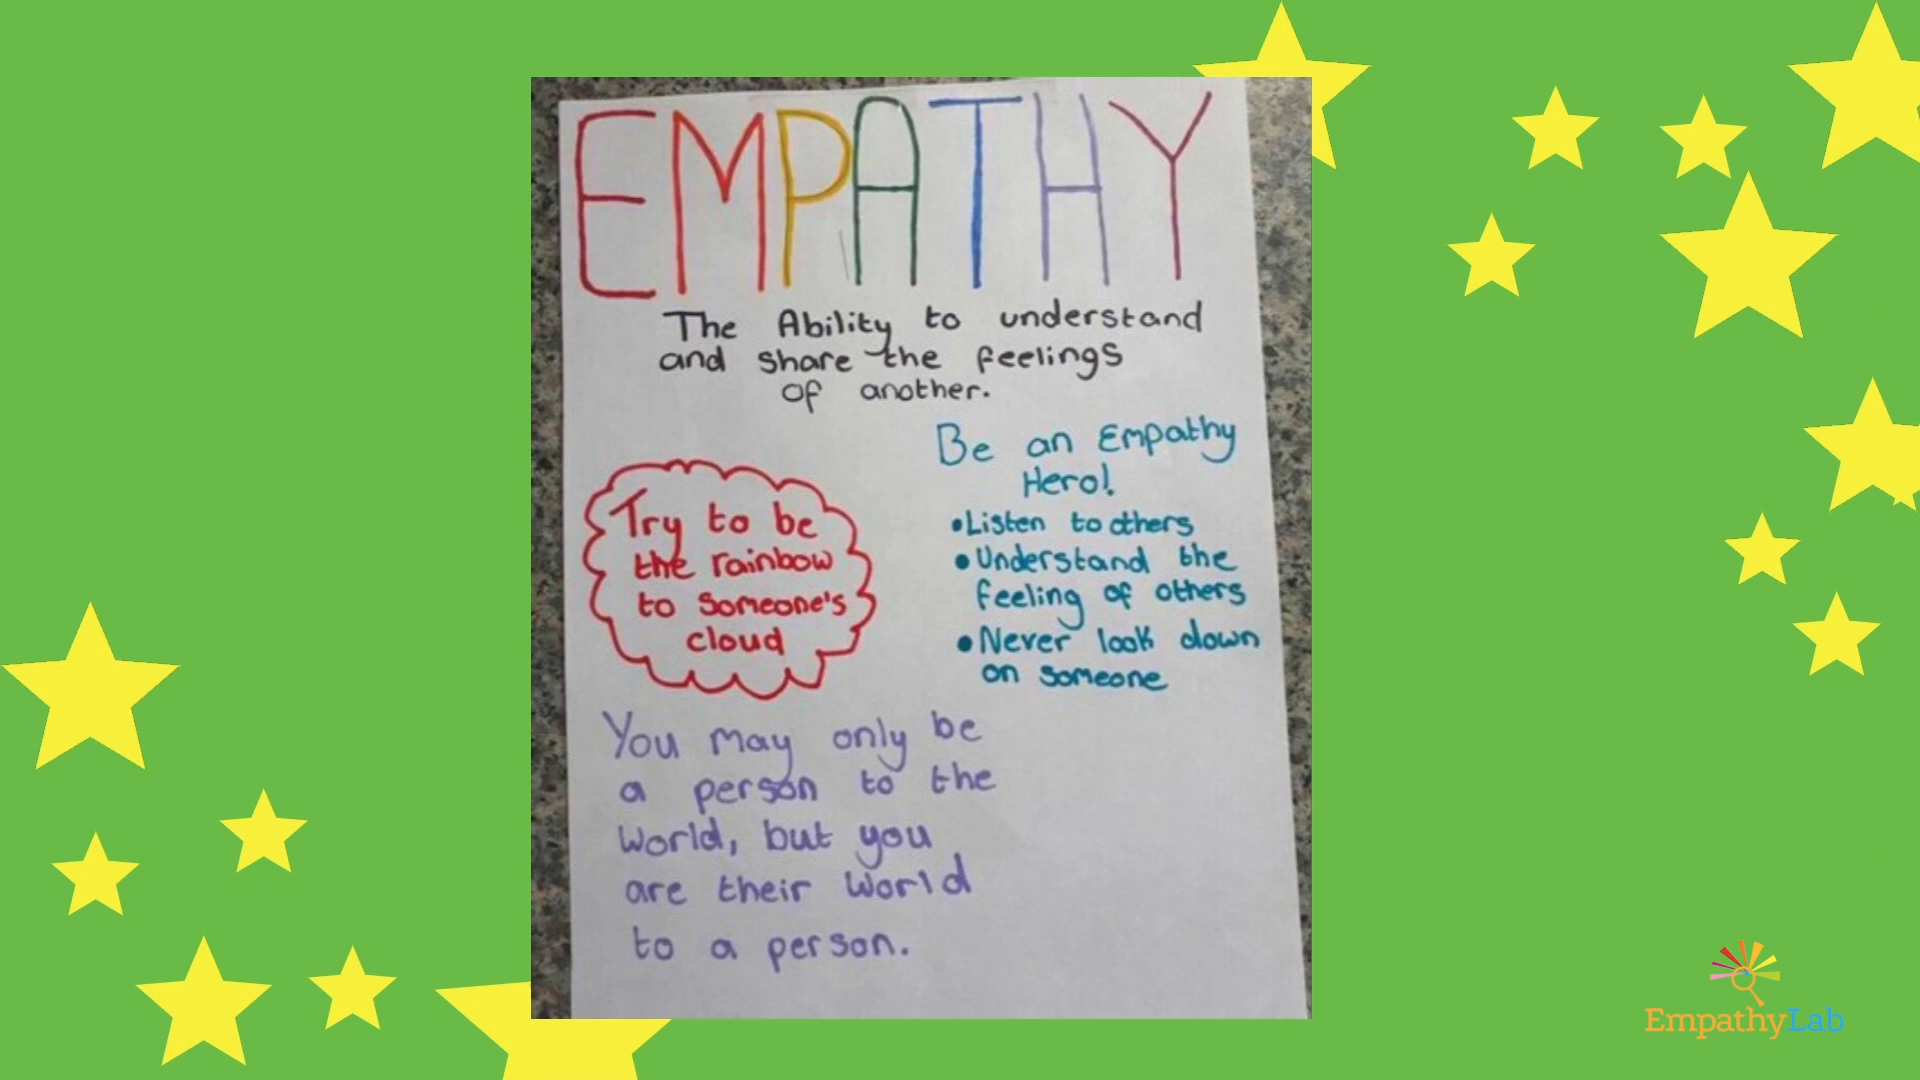 EMPATHY
The Ability to understand
and share the feelings
of another.
Be an Empathy
Hero!
•Listen to others
•Understand the
feeling of others
•Never look down
on someone
Try to be
the rainbow
to someone's
cloud
You may only be
a person to the
World, but you
are their World
to a person.
EmpathyLab